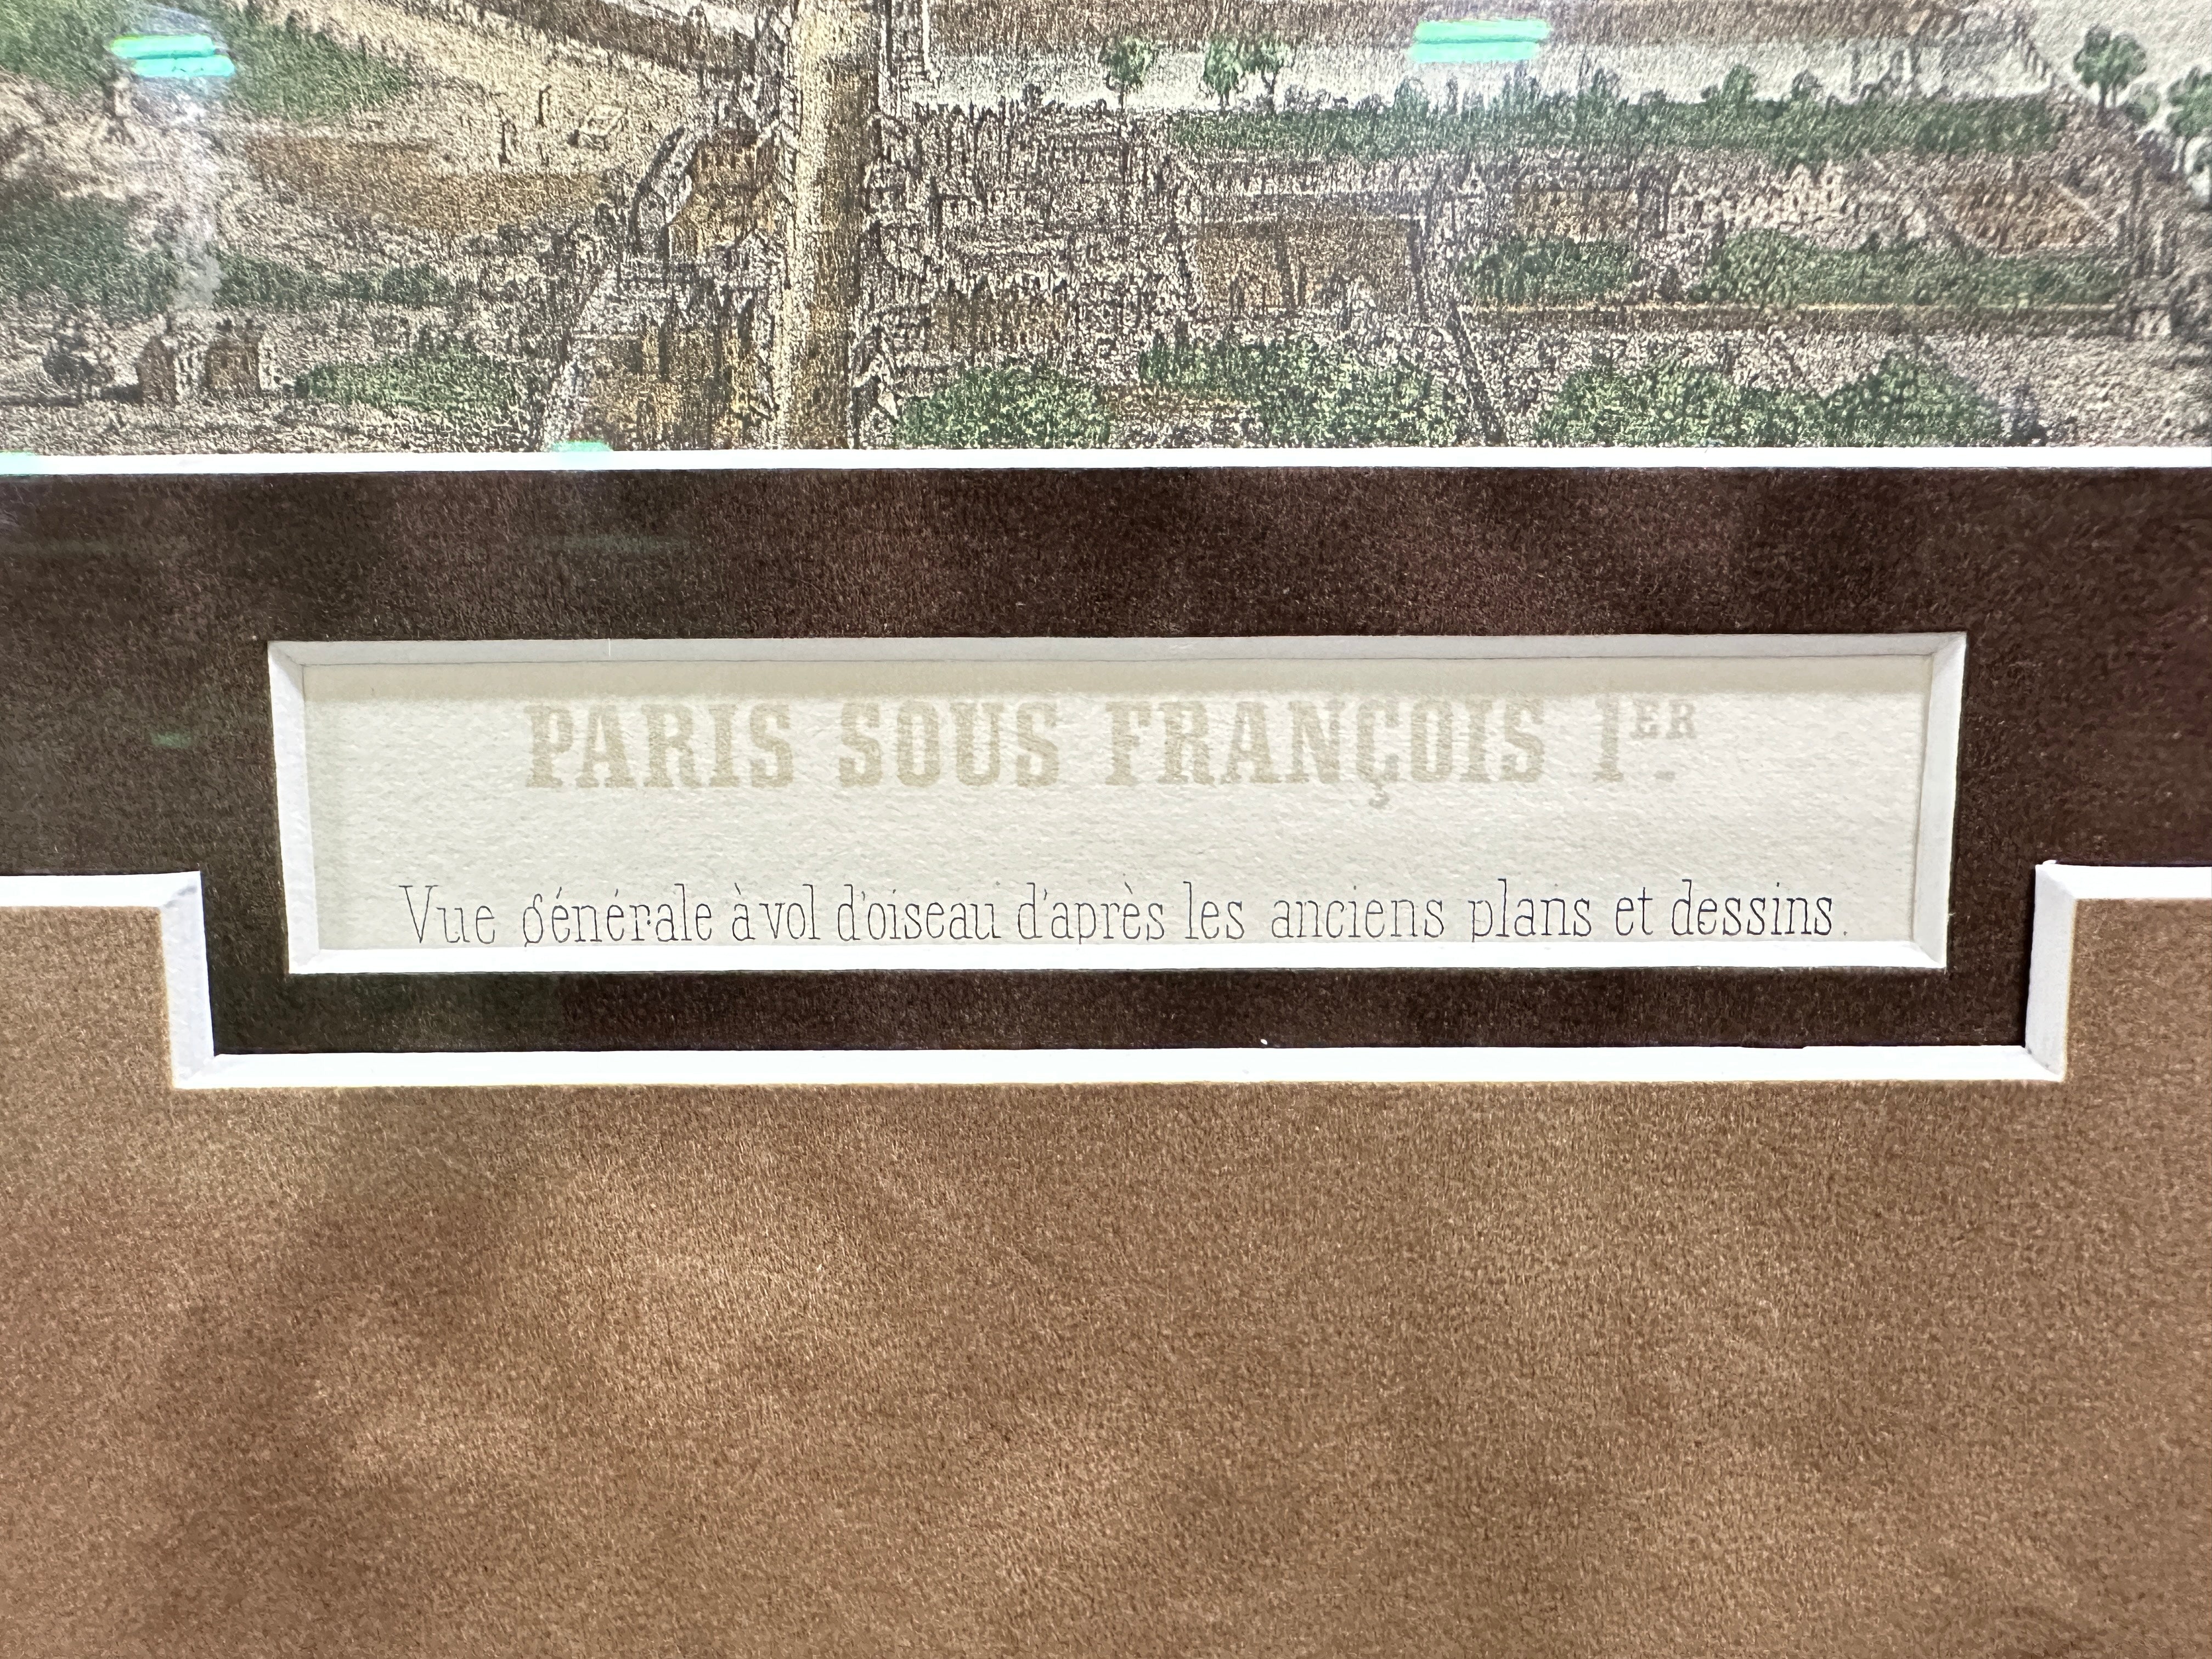 PARIS SOUS FRANÇOIS 1ER.
Vue générale à vol d'oiseau d'après les anciens plans et dessins.